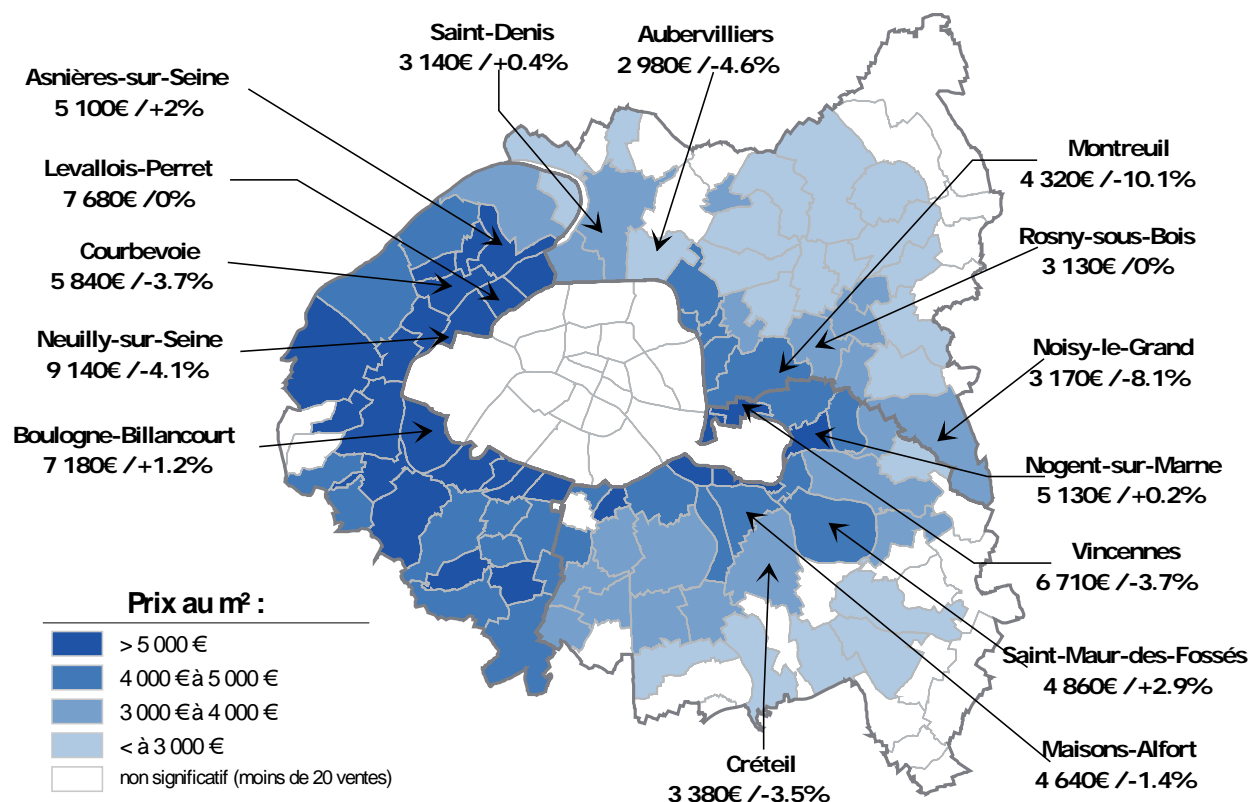 Saint-Denis
3 140€ /+0.4%
Aubervilliers
2 980€ /-4.6%
Asnières-sur-Seine
5 100€ /+2%
Levallois-Perret
7 680€ /0%
Courbevoie
5 840€ /-3.7%
Neuilly-sur-Seine
9 140€ /-4.1%
Boulogne-Billancourt
7 180€ /+1.2%
Montreuil
4 320€ /-10.1%
Rosny-sous-Bois
3 130€ /0%
Noisy-le-Grand
3 170€ /-8.1%
Nogent-sur-Marne
5 130€ /+0.2%
Vincennes
6 710€ /-3.7%
Saint-Maur-des-Fossés
4 860€ /+2.9%
Maisons-Alfort
4 640€ /-1.4%
Créteil
3 380€ /-3.5%
Prix au m² :
> 5 000 €
4 000 € à 5 000 €
3 000 € à 4 000 €
< à 3 000 €
non significatif (moins de 20 ventes)